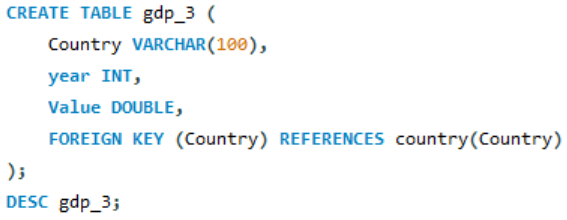 CREATE TABLE gdp_3 (
    Country VARCHAR(100),
    year INT,
    Value DOUBLE,
    FOREIGN KEY (Country) REFERENCES country(Country)
);
DESC gdp_3;